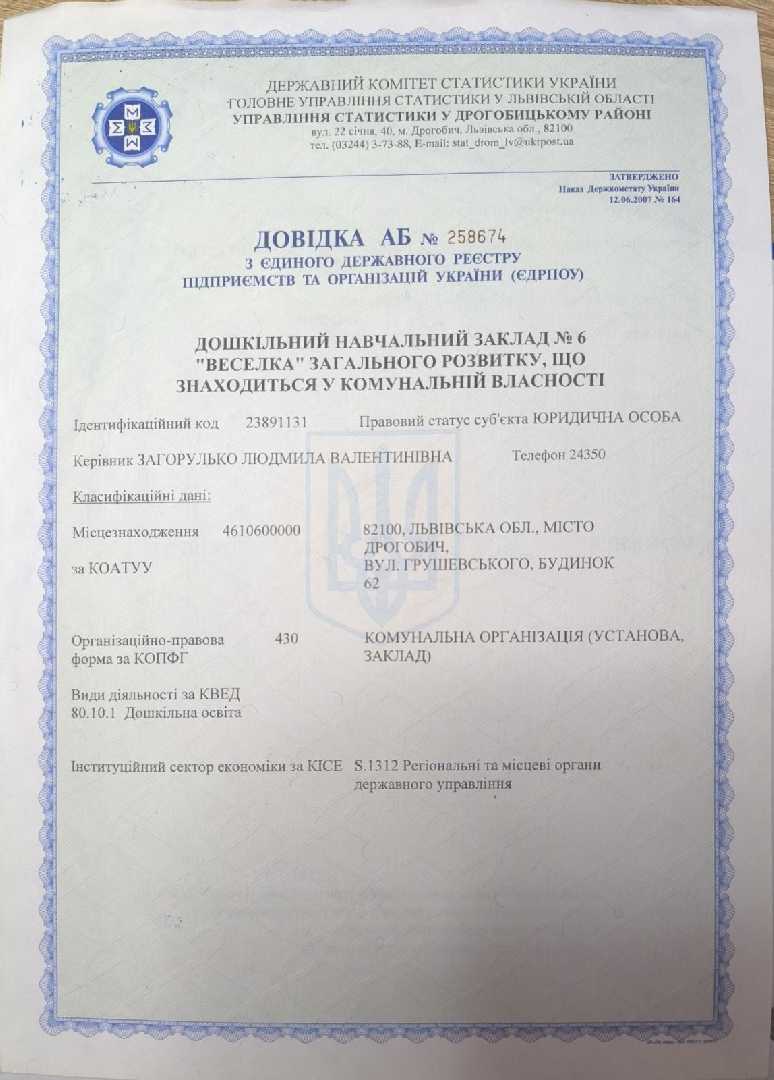 ДЕРЖАВНИЙ КОМІТЕТ СТАТИСТИКИ УКРАЇНИ
ГОЛОВНЕ УПРАВЛІННЯ СТАТИСТИКИ У ЛЬВІВСЬКІЙ ОБЛАСТІ
УПРАВЛІННЯ СТАТИСТИКИ У ДРОГОБИЦЬКОМУ РАЙОНІ
вул. 22 січня, 40, м. Дрогобич, Львівська обл., 82100
тел. (03244) 3-73-88, E-mail: stat_drom_lv@uktpost.ua
ЗАТВЕРДЖЕНО
Наказ Держкомстату України
12.06.2007 № 164
ДОВІДКА АБ № 258674
З ЄДИНОГО ДЕРЖАВНОГО РЕЄСТРУ
ПІДПРИЄМСТВ ТА ОРГАНІЗАЦІЙ УКРАЇНИ (ЄДРПОУ)
ДОШКІЛЬНИЙ НАВЧАЛЬНИЙ ЗАКЛАД № 6
"ВЕСЕЛКА" ЗАГАЛЬНОГО РОЗВИТКУ, ЩО
ЗНАХОДИТЬСЯ У КОМУНАЛЬНІЙ ВЛАСНОСТІ
Ідентифікаційний код 23891131 Правовий статус суб'єкта ЮРИДИЧНА ОСОБА
Керівник ЗАГОРУЛЬКО ЛЮДМИЛА ВАЛЕНТИНІВНА Телефон 24350
Класифікаційні дані:
Місцезнаходження 4610600000 82100, ЛЬВІВСЬКА ОБЛ., МІСТО
ДРОГОБИЧ,
за КОАТУУ ВУЛ. ГРУШЕВСЬКОГО, БУДИНОК
62
Організаційно-правова 430 КОМУНАЛЬНА ОРГАНІЗАЦІЯ (УСТАНОВА,
форма за КОПФГ ЗАКЛАД)
Види діяльності за КВЕД
80.10.1 Дошкільна освіта
Інституційний сектор економіки за КІСЕ S.1312 Регіональні та місцеві органи
державного управління